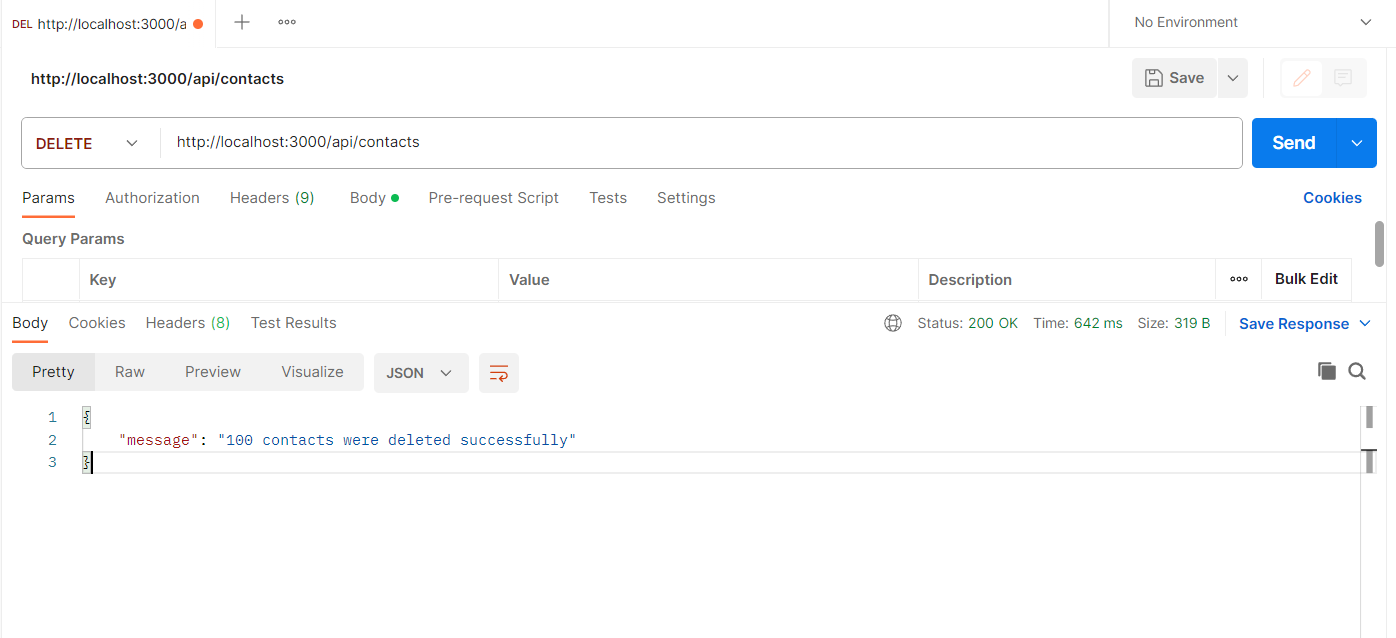 DEL http://localhost:3000/a
No Environment
http://localhost:3000/api/contacts
Save
DELETE http://localhost:3000/api/contacts Send
Params Authorization Headers (9) Body Pre-request Script Tests Settings Cookies
Query Params
Key Value Description Bulk Edit
Body Cookies Headers (8) Test Results Status: 200 OK Time: 642 ms Size: 319 B Save Response
Pretty Raw Preview Visualize JSON
1 {
2 "message": "100 contacts were deleted successfully"
3 }